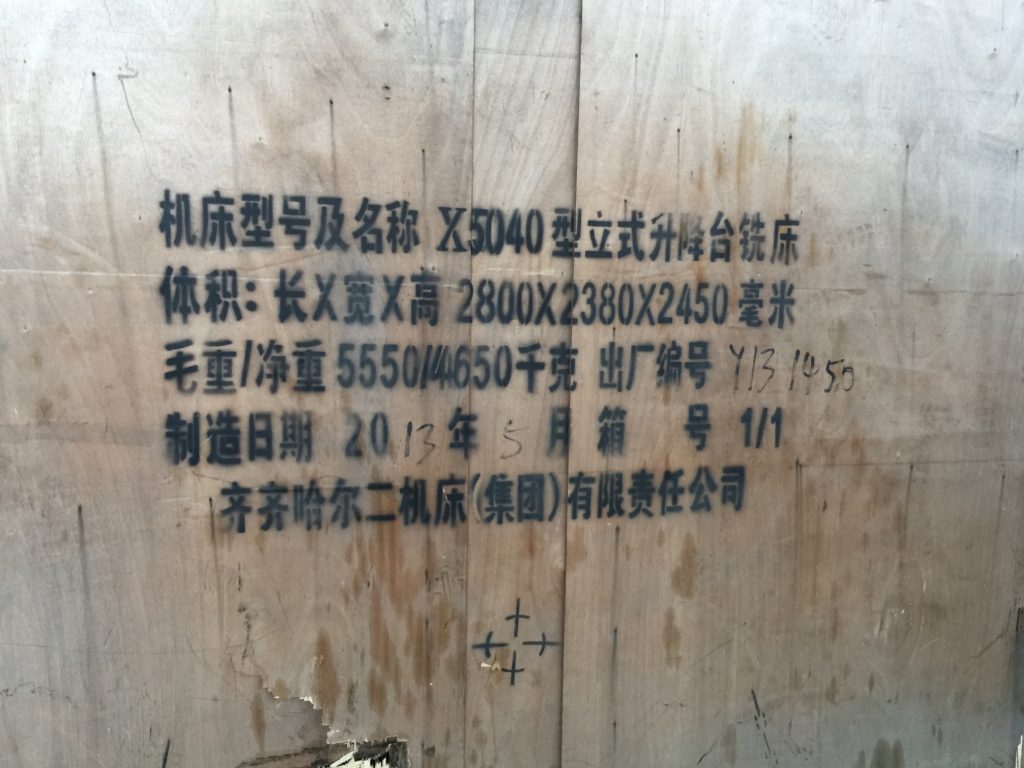 机床型号及名称 X5040型立式升降台铣床
体积:长X宽X高 2800X2380X2450毫米
毛重/净重5550/4650千克 出厂编号 Y131450
制造日期 2013年5月 箱 号 1/1
齐齐哈尔二机床(集团)有限责任公司